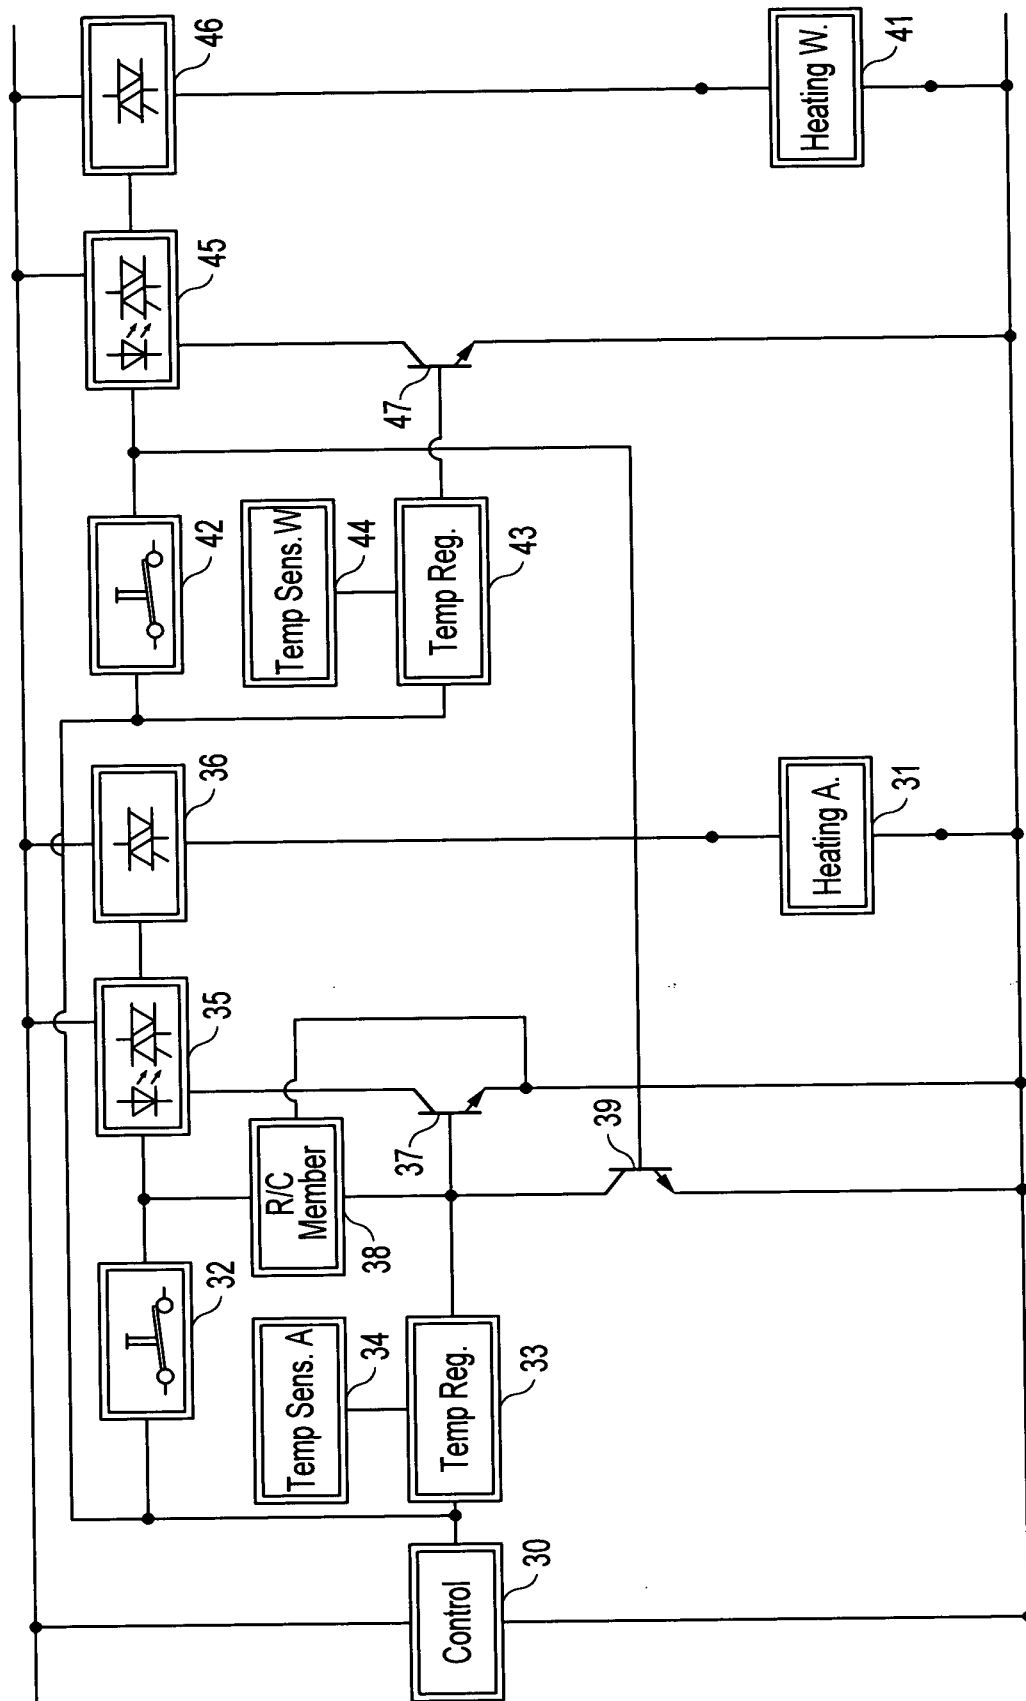 46
45
42
36
35
32
Temp Sens. W
44
R/C
Member
38
Temp Sens. A
34
47
Temp Reg.
43
37
Temp Reg.
33
Control
30
39
Heating W.
41
Heating A.
31